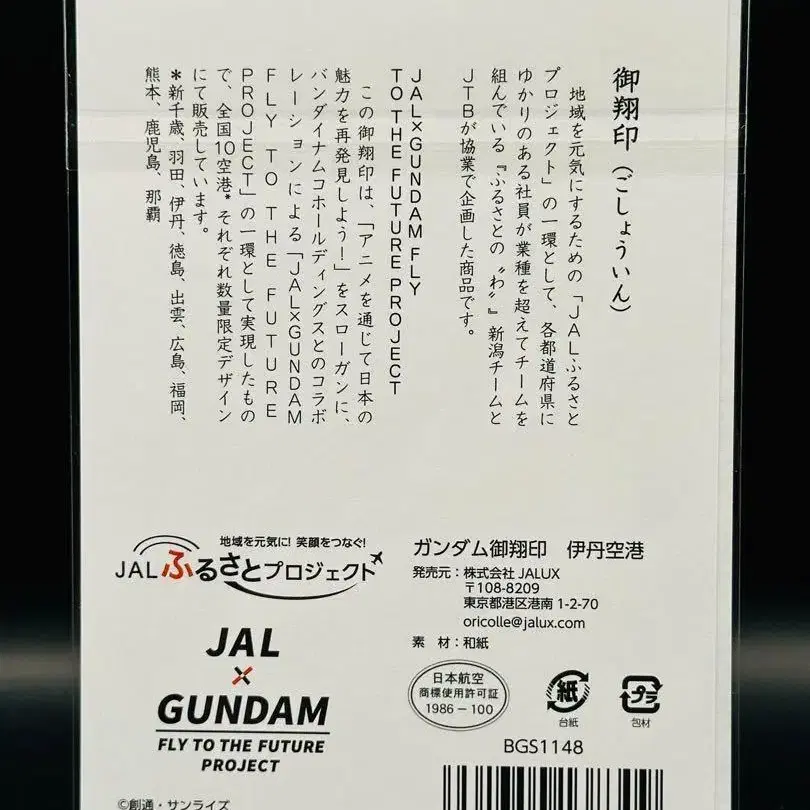 御翔印(ごしょういん)
地域を元気にするための「JALふるさと
プロジェクト」の一環として、各都道府県に
ゆかりのある社員が業種を超えてチームを
組んでいる『ふるさとの〝わ〟』新潟チームと
JTBが協業で企画した商品です。
JAL×GUNDAM FLY
TO THE FUTURE PROJECT
この御翔印は、「アニメを通じて日本の
魅力を再発見しよう!」をスローガンに、
バンダイナムコホールディングスとのコラボ
レーションによる「JAL×GUNDAM
FLY TO THE FUTURE
PROJECT」の一環として実現したもの
で、全国10空港*それぞれ数量限定デザイン
にて販売しています。
*新千歳、羽田、伊丹、徳島、出雲、広島、福岡、
熊本、鹿児島、那覇
地域を元気に! 笑顔をつなぐ!
JALふるさとプロジェクト
JAL
×
GUNDAM
FLY TO THE FUTURE
PROJECT
©創通・サンライズ
ガンダム御翔印 伊丹空港
発売元:株式会社 JALUX
〒108-8209
東京都港区港南 1-2-70
oricolle@jalux.com
素 材:和紙
日本航空
商標使用許可証
1986-100
紙
台紙
プラ
包材
BGS1148